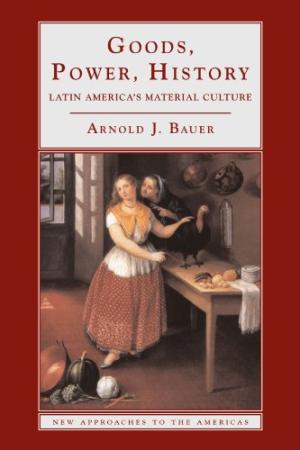 GOODS,
POWER, HISTORY
LATIN AMERICA'S MATERIAL CULTURE
ARNOLD J. BAUER
NEW APPROACHES TO THE AMERICAS